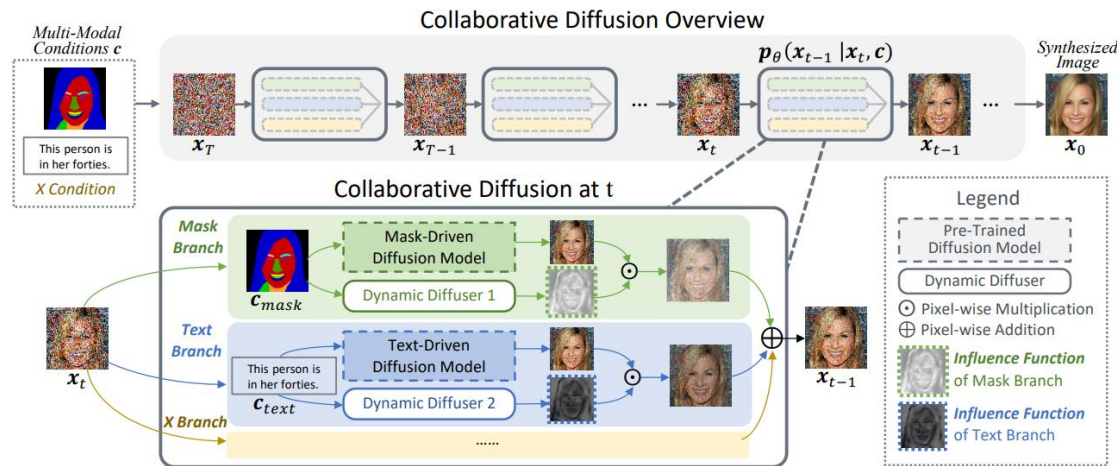 Collaborative Diffusion Overview
Multi-Modal
Conditions c
This person is
in her forties.
X Condition
x_T
x_{T-1}
...
x_t
p_θ(x_{t-1} |x_t, c)
x_{t-1}
...
Synthesized
Image
x_0
Collaborative Diffusion at t
x_t
Mask
Branch
c_{mask}
Mask-Driven
Diffusion Model
Dynamic Diffuser 1
Text
Branch
This person is
in her forties.
c_{text}
Text-Driven
Diffusion Model
Dynamic Diffuser 2
X Branch
......
x_{t-1}
Legend
Pre-Trained
Diffusion Model
Dynamic Diffuser
Pixel-wise Multiplication
Pixel-wise Addition
Influence Function
of Mask Branch
Influence Function
of Text Branch